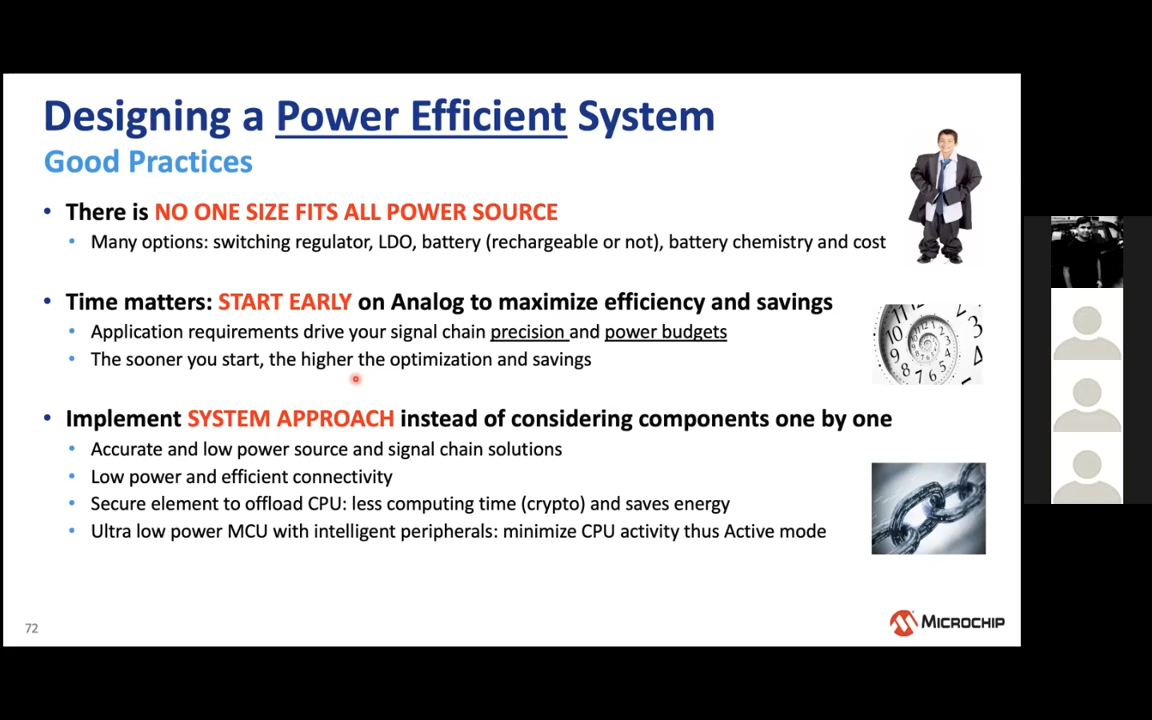 Designing a Power Efficient System
Good Practices
• There is NO ONE SIZE FITS ALL POWER SOURCE
• Many options: switching regulator, LDO, battery (rechargeable or not), battery chemistry and cost
• Time matters: START EARLY on Analog to maximize efficiency and savings
• Application requirements drive your signal chain precision and power budgets
• The sooner you start, the higher the optimization and savings
• Implement SYSTEM APPROACH instead of considering components one by one
• Accurate and low power source and signal chain solutions
• Low power and efficient connectivity
• Secure element to offload CPU: less computing time (crypto) and saves energy
• Ultra low power MCU with intelligent peripherals: minimize CPU activity thus Active mode
72
MICROCHIP